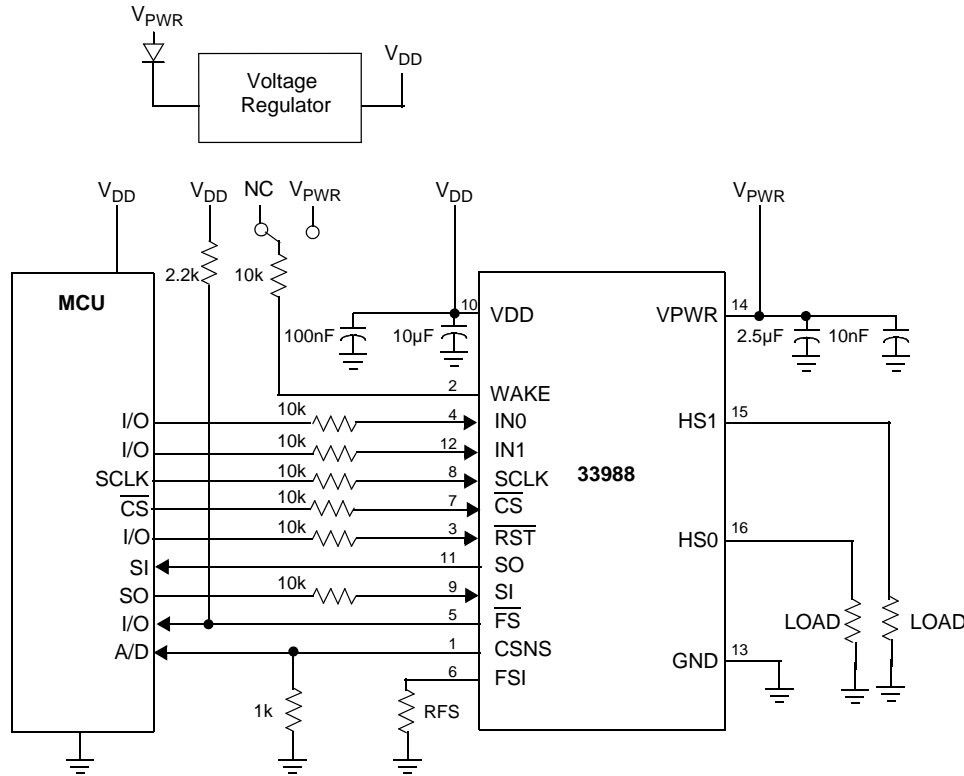 VPWR
VDD
Voltage
Regulator
VDD
VDD
NC
VPWR
VDD
VPWR
2.2k
10k
MCU
10
VDD
VPWR
14
100nF
10µF
2.5µF
10nF
2
WAKE
I/O
10k
4
IN0
HS1
15
I/O
10k
12
IN1
SCLK
10k
8
SCLK
33988
CS
10k
7
CS
I/O
10k
3
RST
HS0
16
SI
11
SO
SO
10k
9
SI
I/O
5
FS
LOAD
LOAD
A/D
1
CSNS
GND
13
6
FSI
1k
RFS